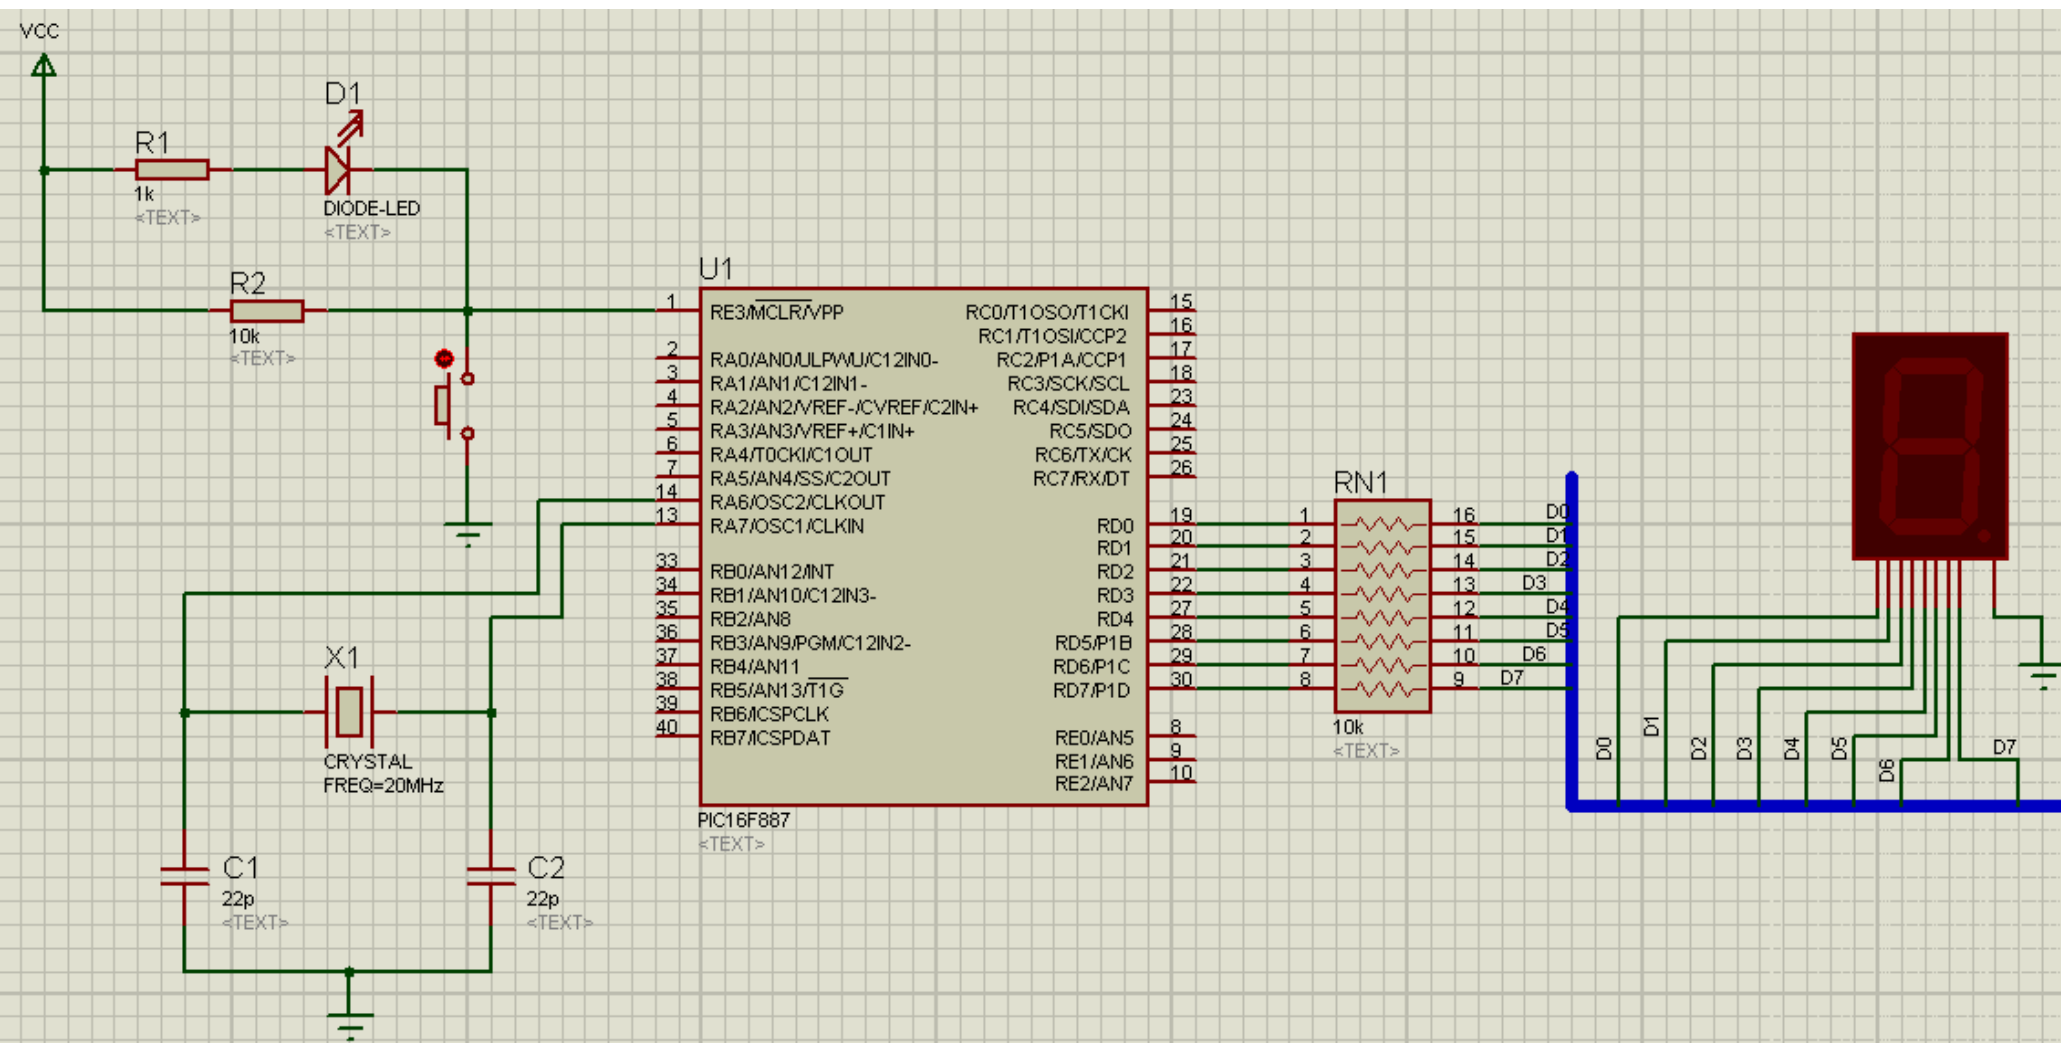 VCC
D1
R1
1k
<TEXT>
DIODE-LED
<TEXT>
R2
10k
<TEXT>
U1
1 RE3/MCLR/VPP
2 RA0/AN0/ULPWU/C12IN0-
3 RA1/AN1/C12IN1-
4 RA2/AN2/VREF-/CVREF/C2IN+
5 RA3/AN3/VREF+/C1IN+
6 RA4/T0CKI/C1OUT
7 RA5/AN4/SS/C2OUT
14 RA6/OSC2/CLKOUT
13 RA7/OSC1/CLKIN
33 RB0/AN12/INT
34 RB1/AN10/C12IN3-
35 RB2/AN8
36 RB3/AN9/PGM/C12IN2-
37 RB4/AN11
38 RB5/AN13/T1G
39 RB6/ICSPCLK
40 RB7/ICSPDAT
RC0/T1OSO/T1CKI 15
RC1/T1OSI/CCP2 16
RC2/P1A/CCP1 17
RC3/SCK/SCL 18
RC4/SDI/SDA 23
RC5/SDO 24
RC6/TX/CK 25
RC7/RX/DT 26
RD0 19
RD1 20
RD2 21
RD3 22
RD4 27
RD5/P1B 28
RD6/P1C 29
RD7/P1D 30
RE0/AN5 8
RE1/AN6 9
RE2/AN7 10
PIC16F887
<TEXT>
X1
CRYSTAL
FREQ=20MHz
C1
22p
<TEXT>
C2
22p
<TEXT>
RN1
1 16 D0
2 15 D1
3 14 D2
4 13 D3
5 12 D4
6 11 D5
7 10 D6
8 9 D7
10k
<TEXT>
D0
D1
D2
D3
D4
D5
D6
D7